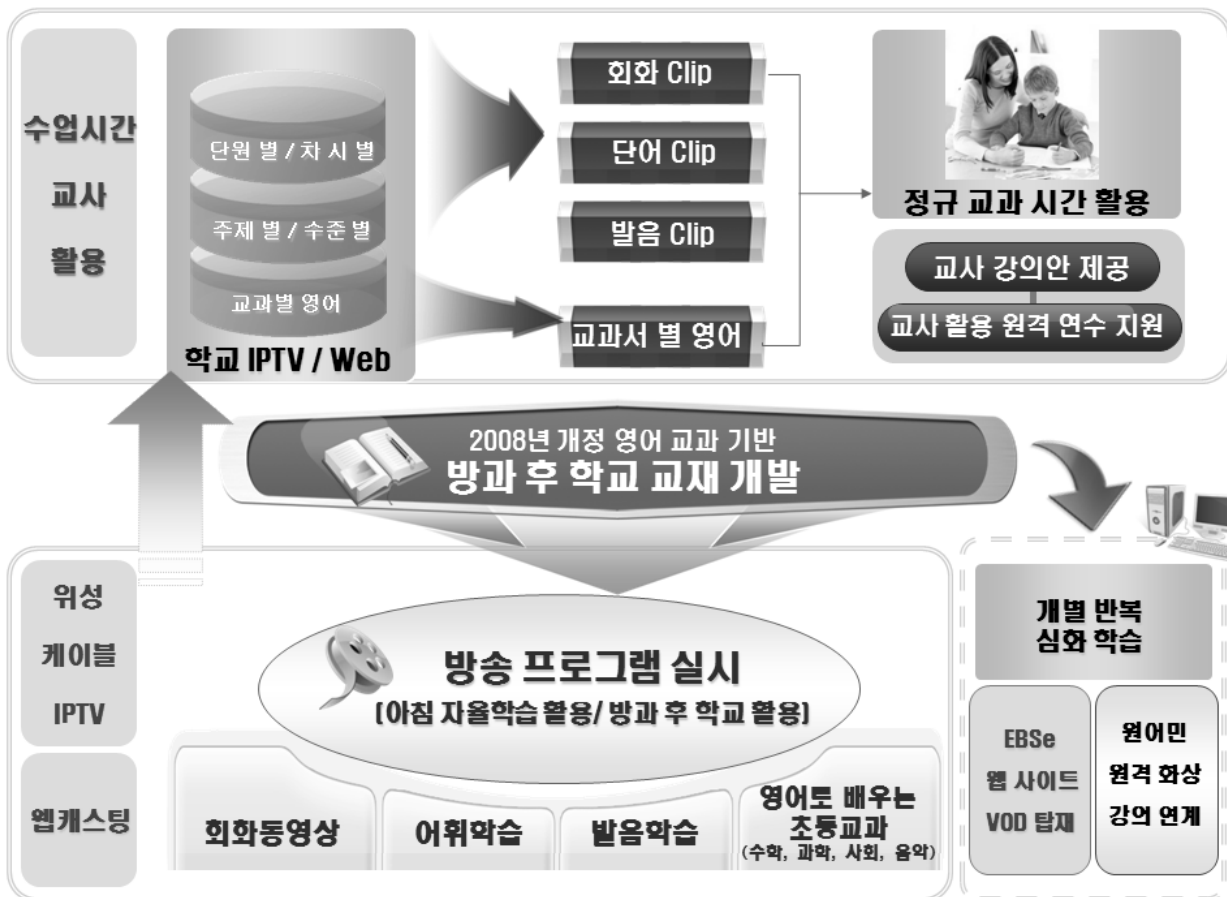 수업시간
교사
활용
단원 별 / 차 시 별
주제 별 / 수준 별
교과별 영어
학교 IPTV / Web
회화 Clip
단어 Clip
발음 Clip
교과서 별 영어
정규 교과 시간 활용
교사 강의안 제공
교사 활용 원격 연수 지원
2008년 개정 영어 교과 기반
방과 후 학교 교재 개발
위성
케이블
IPTV
웹캐스팅
방송 프로그램 실시
(아침 자율학습 활용/ 방과 후 학교 활용)
회화동영상
어휘학습
발음학습
영어로 배우는
초등교과
(수학, 과학, 사회, 음악)
개별 반복
심화 학습
EBSe
웹 사이트
VOD 탑재
원어민
원격 화상
강의 연계